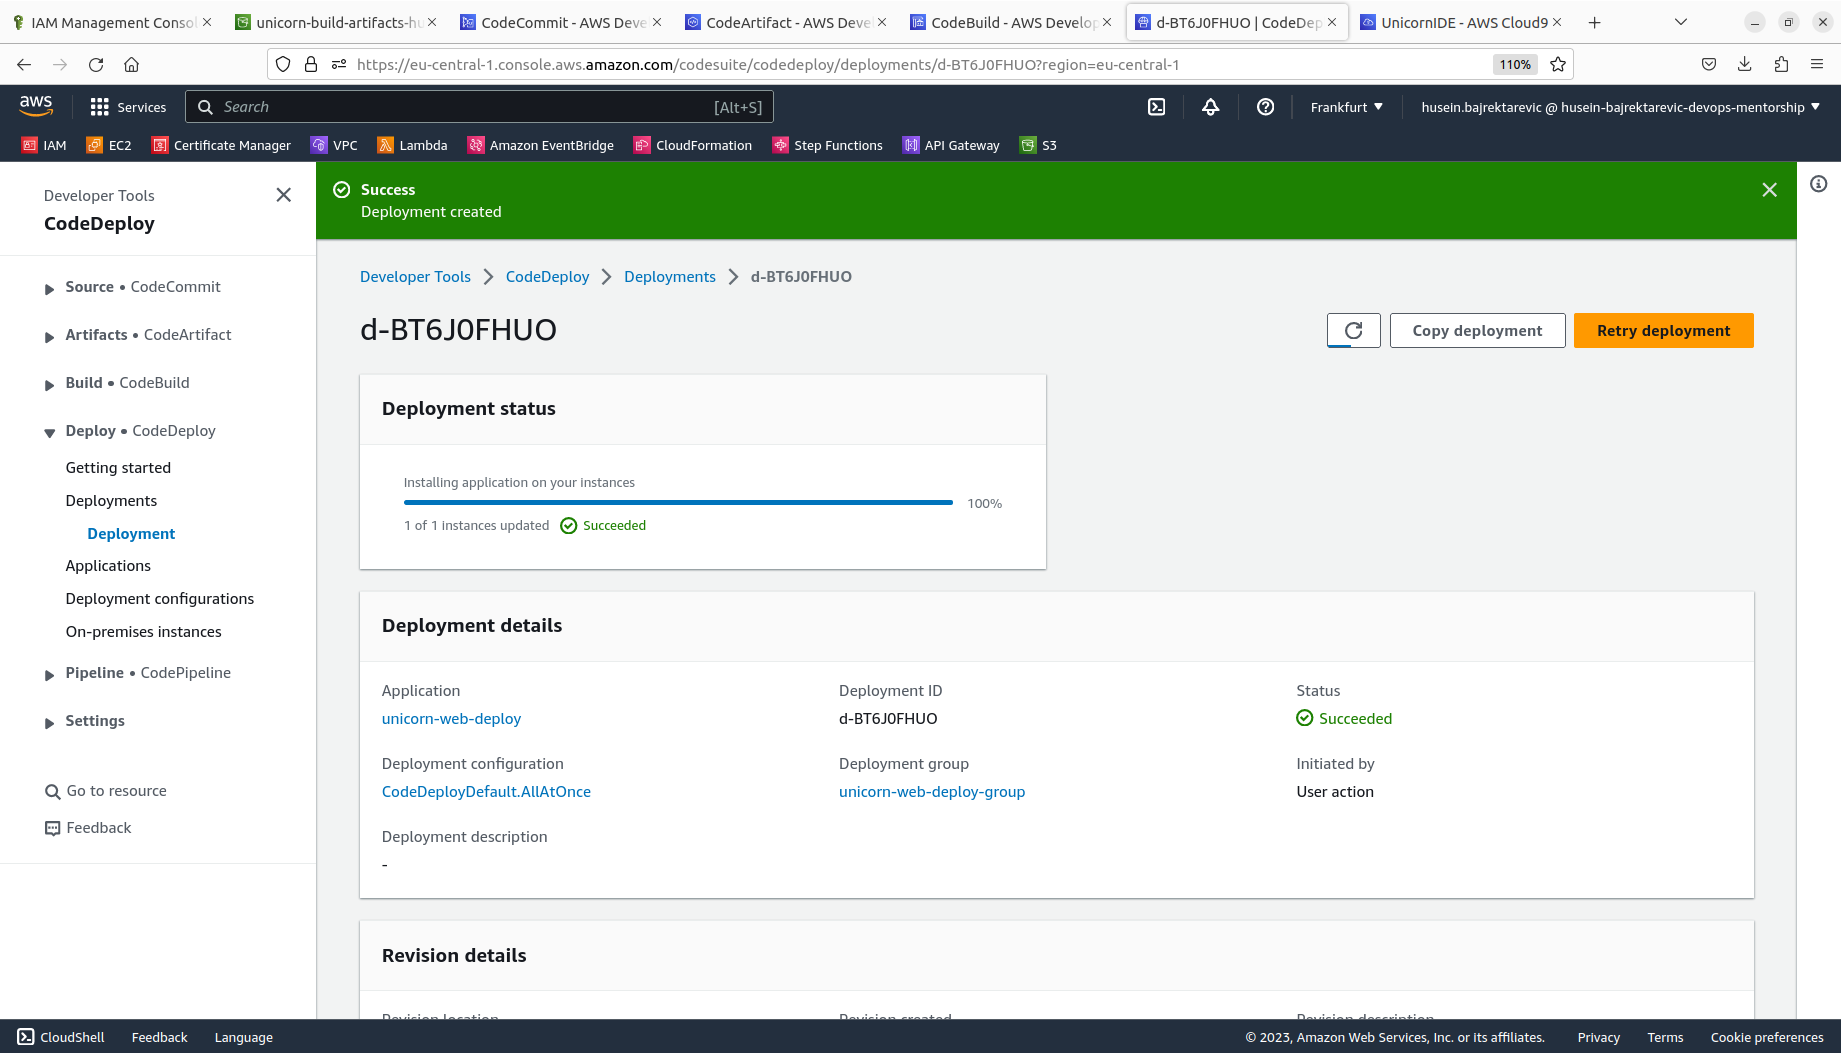 IAM Management Consol
unicorn-build-artifacts-hu
CodeCommit - AWS Deve
CodeArtifact - AWS Deve
CodeBuild - AWS Develop
d-BT6J0FHUO | CodeDep
UnicornIDE - AWS Cloud9
https://eu-central-1.console.aws.amazon.com/codesuite/codedeploy/deployments/d-BT6J0FHUO?region=eu-central-1
110%
aws
Services
Search
[Alt+S]
Frankfurt
husein.bajrektarevic @ husein-bajrektarevic-devops-mentorship
IAM
EC2
Certificate Manager
VPC
Lambda
Amazon EventBridge
CloudFormation
Step Functions
API Gateway
S3
Developer Tools
CodeDeploy
Source • CodeCommit
Artifacts • CodeArtifact
Build • CodeBuild
Deploy • CodeDeploy
Getting started
Deployments
Deployment
Applications
Deployment configurations
On-premises instances
Pipeline • CodePipeline
Settings
Go to resource
Feedback
Success
Deployment created
Developer Tools
CodeDeploy
Deployments
d-BT6J0FHUO
d-BT6J0FHUO
Copy deployment
Retry deployment
Deployment status
Installing application on your instances
100%
1 of 1 instances updated
Succeeded
Deployment details
Application
unicorn-web-deploy
Deployment ID
d-BT6J0FHUO
Status
Succeeded
Deployment configuration
CodeDeployDefault.AllAtOnce
Deployment group
unicorn-web-deploy-group
Initiated by
User action
Deployment description
-
Revision details
Revision location
Revision created
Revision description
CloudShell
Feedback
Language
© 2023, Amazon Web Services, Inc. or its affiliates.
Privacy
Terms
Cookie preferences